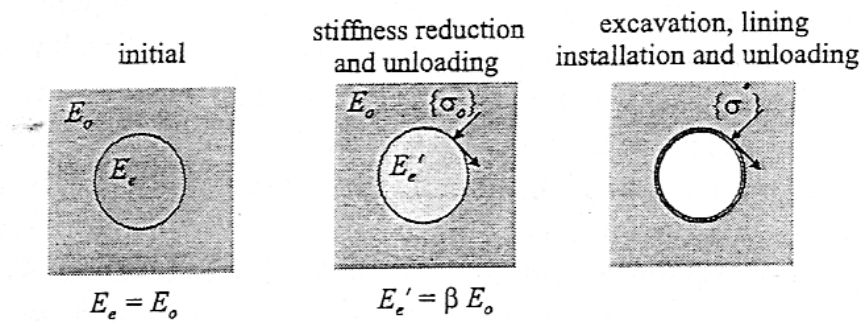 initial
stiffness reduction
and unloading
excavation, lining
installation and unloading
E_o
E_e
E_o
{σ_o}
E_e'
{σ'}
E_e = E_o
E_e' = β E_o